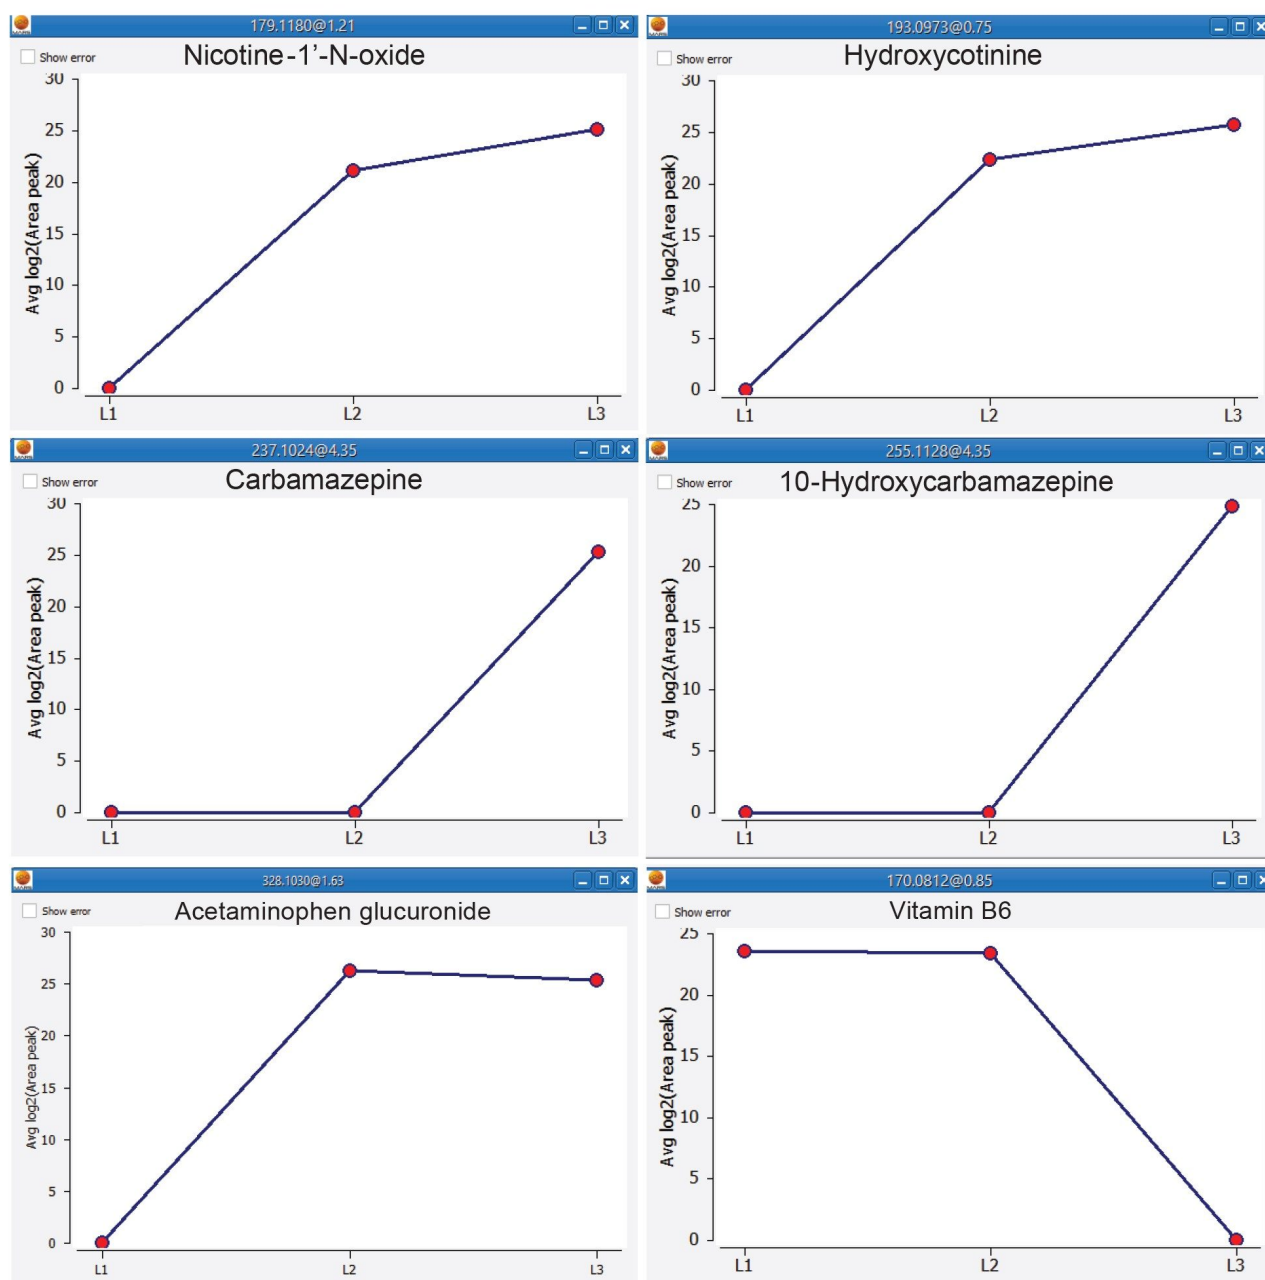 179.1180@1.21
Show error
Nicotine-1’-N-oxide
Avg log2(Area peak)
30
25
20
15
10
5
0
L1
L2
L3
193.0973@0.75
Show error
Hydroxycotinine
Avg log2(Area peak)
30
25
20
15
10
5
0
L1
L2
L3
237.1024@4.35
Show error
Carbamazepine
Avg log2(Area peak)
30
25
20
15
10
5
0
L1
L2
L3
255.1128@4.35
Show error
10-Hydroxycarbamazepine
Avg log2(Area peak)
25
20
15
10
5
0
L1
L2
L3
328.1030@1.63
Show error
Acetaminophen glucuronide
Avg log2(Area peak)
30
25
20
15
10
5
0
L1
L2
L3
170.0812@0.85
Show error
Vitamin B6
Avg log2(Area peak)
25
20
15
10
5
0
L1
L2
L3